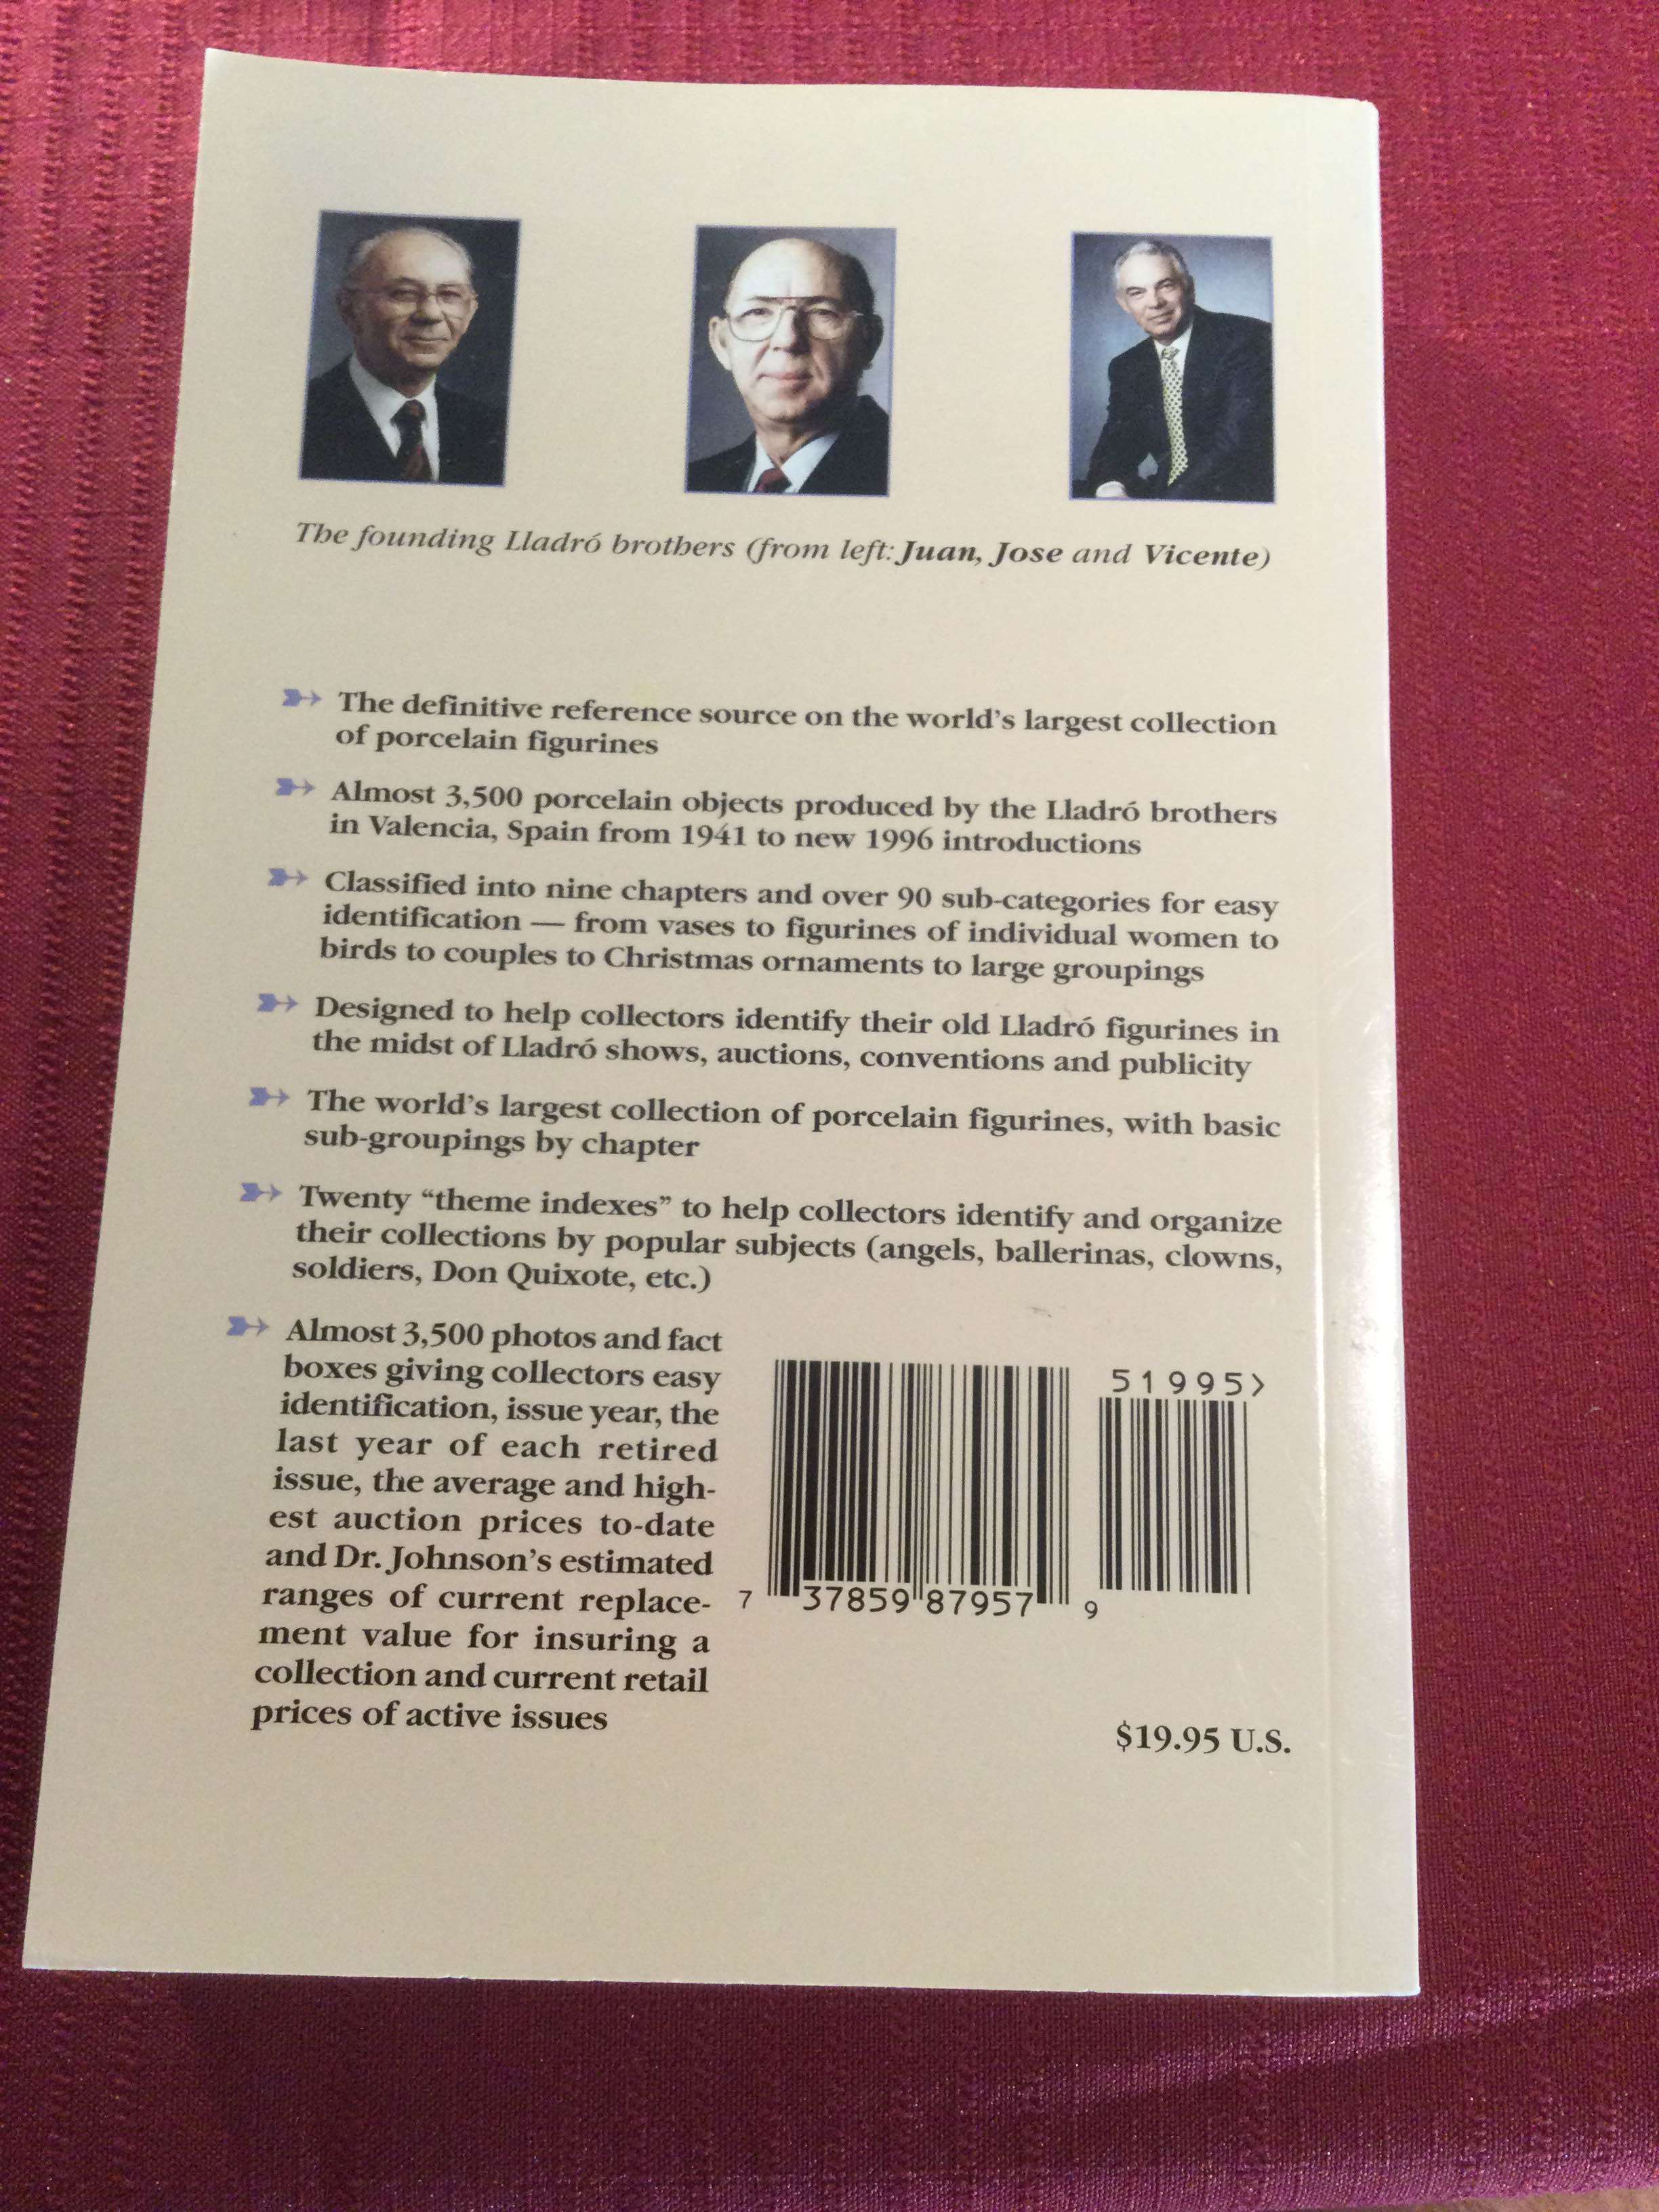 The founding Lladró brothers (from left: Juan, Jose and Vicente)
The definitive reference source on the world's largest collection
of porcelain figurines
Almost 3,500 porcelain objects produced by the Lladró brothers
in Valencia, Spain from 1941 to new 1996 introductions
Classified into nine chapters and over 90 sub-categories for easy
identification — from vases to figurines of individual women to
birds to couples to Christmas ornaments to large groupings
Designed to help collectors identify their old Lladró figurines in
the midst of Lladró shows, auctions, conventions and publicity
The world's largest collection of porcelain figurines, with basic
sub-groupings by chapter
Twenty “theme indexes” to help collectors identify and organize
their collections by popular subjects (angels, ballerinas, clowns,
soldiers, Don Quixote, etc.)
Almost 3,500 photos and fact
boxes giving collectors easy
identification, issue year, the
last year of each retired
issue, the average and high-
est auction prices to-date
and Dr. Johnson's estimated
ranges of current replace-
ment value for insuring a
collection and current retail
prices of active issues
51995>
7 37859 87957 9
$19.95 U.S.